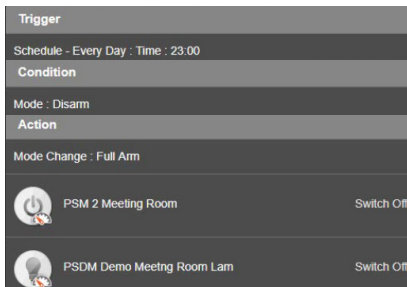 Trigger
Schedule - Every Day : Time : 23:00
Condition
Mode : Disarm
Action
Mode Change : Full Arm
PSM 2 Meeting Room Switch Off
PSDM Demo Meetng Room Lam Switch Off